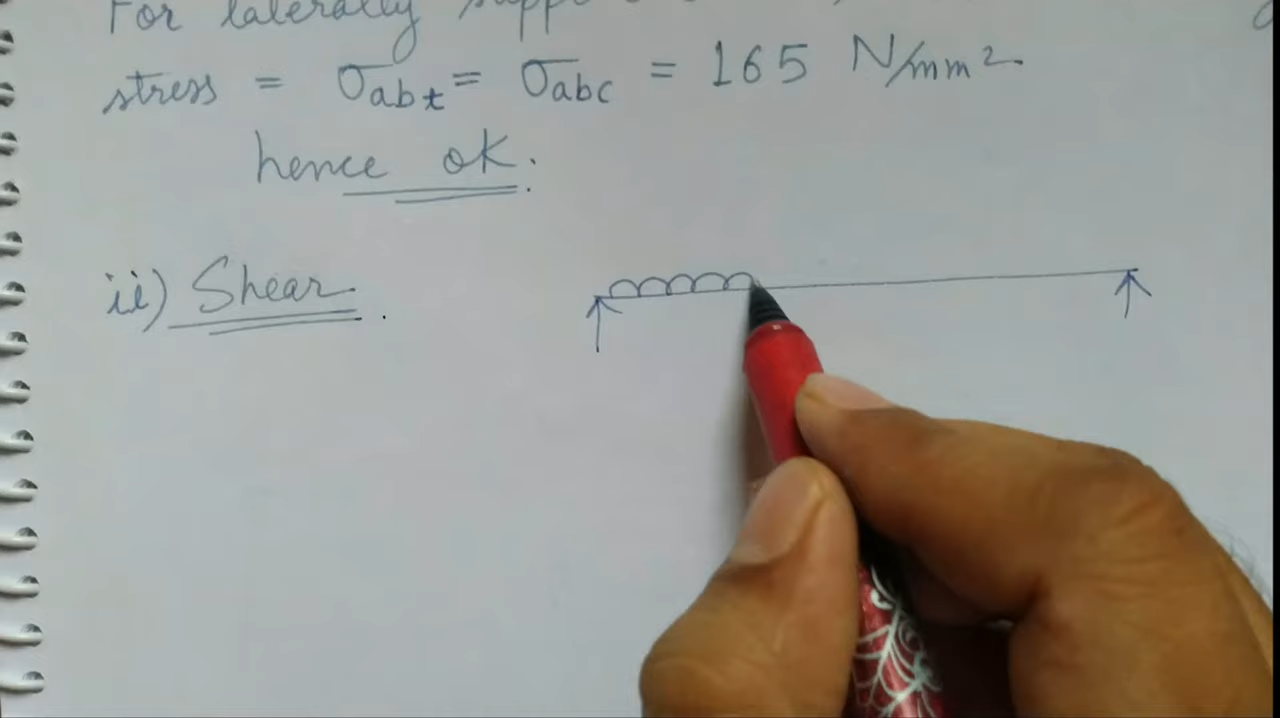 For laterally
stress = σabt = σabc = 165 N/mm²
hence ok.
ii) Shear.